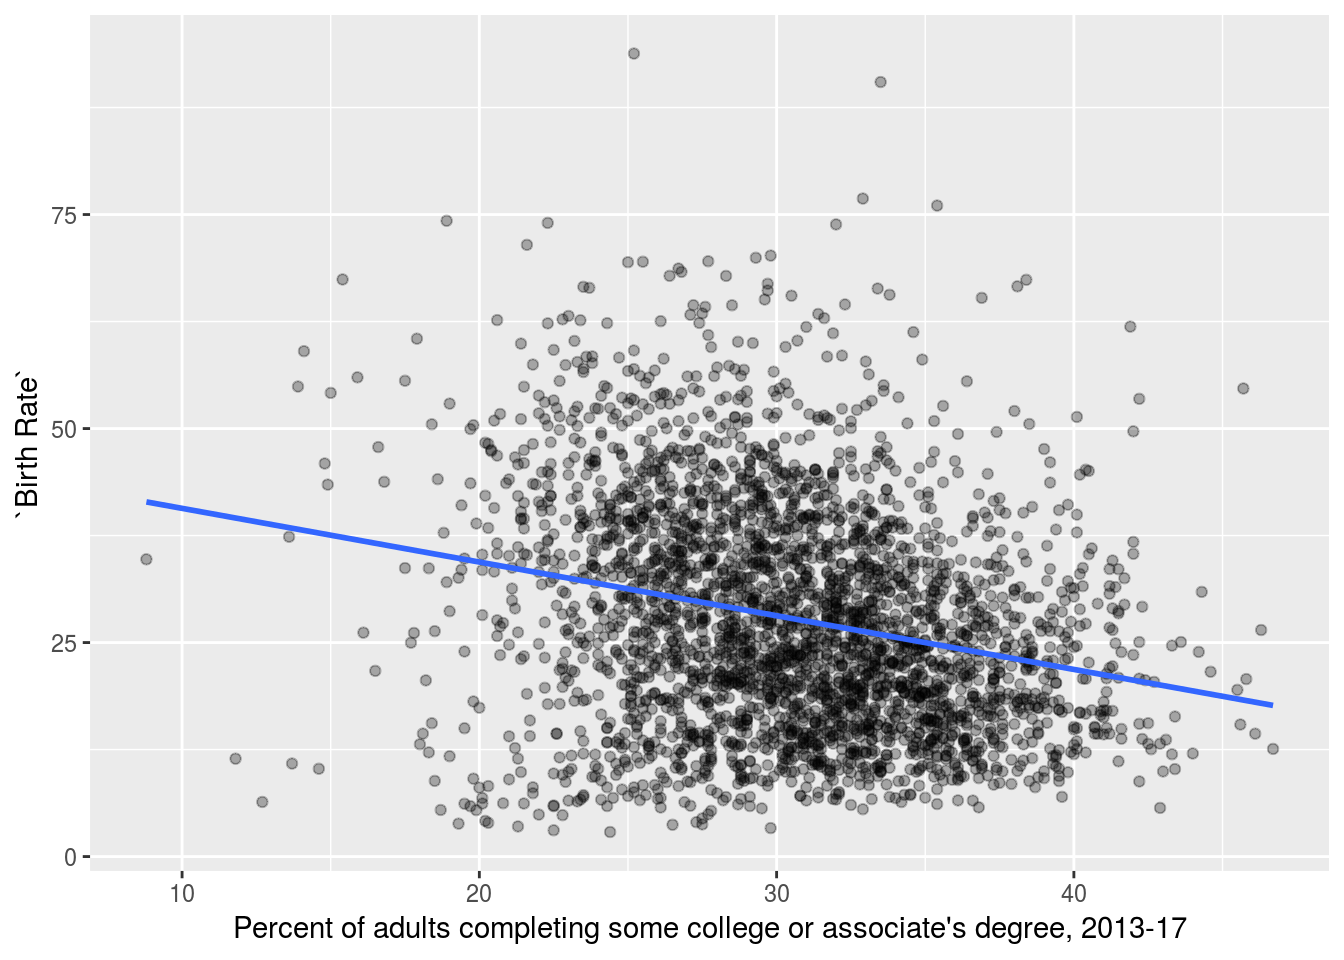 75
50
25
0
`Birth Rate`
10 20 30 40
Percent of adults completing some college or associate's degree, 2013-17